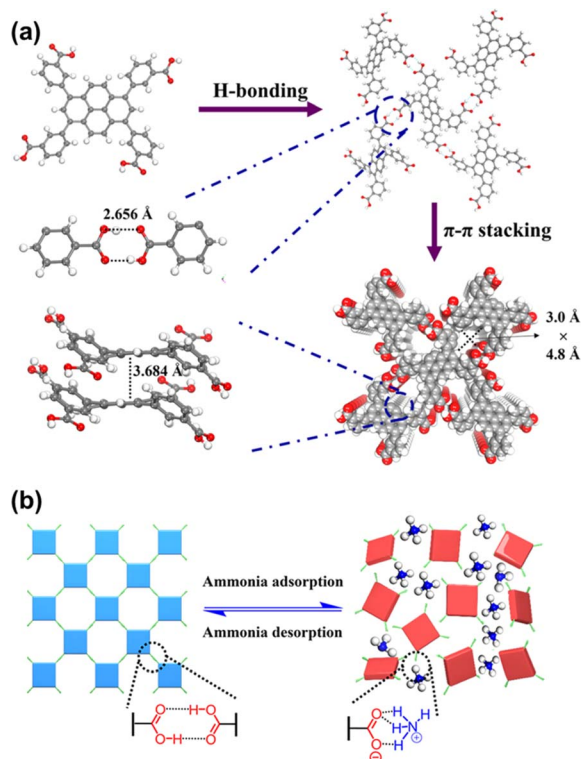 (a)
H-bonding
2.656 Å
π-π stacking
3.0 Å
×
4.8 Å
3.684 Å
(b)
Ammonia adsorption
Ammonia desorption
O H-O
O-H O
O H H
N
⊕
O H
⊖